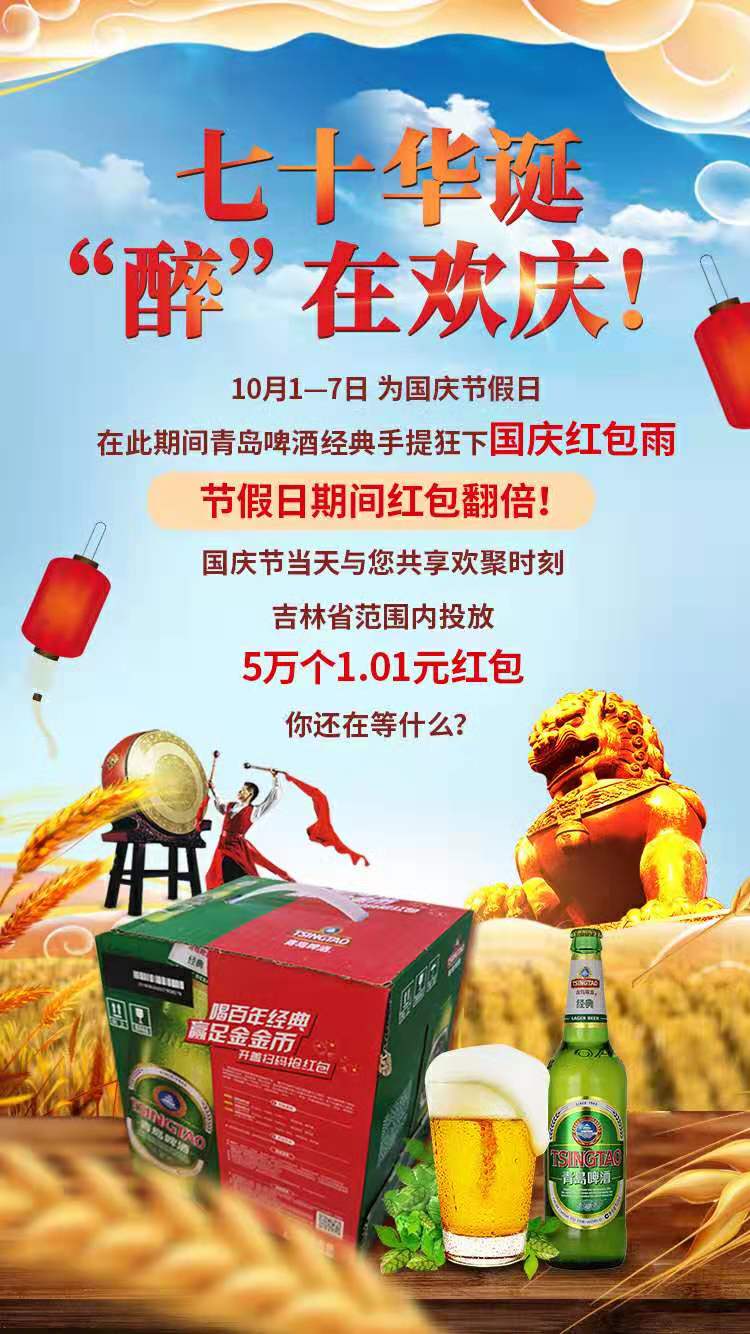 七十华诞
“醉”在欢庆！
10月1—7日 为国庆节假日
在此期间青岛啤酒经典手提狂下国庆红包雨
节假日期间红包翻倍！
国庆节当天与您共享欢聚时刻
吉林省范围内投放
5万个1.01元红包
你还在等什么？
TSINGTAO
青岛啤酒
经典
喝百年经典
赢足金金币
开盖扫码抢红包
TSINGTAO
青岛啤酒
TSINGTAO
经典
LAGER BEER
TSINGTAO
青岛啤酒